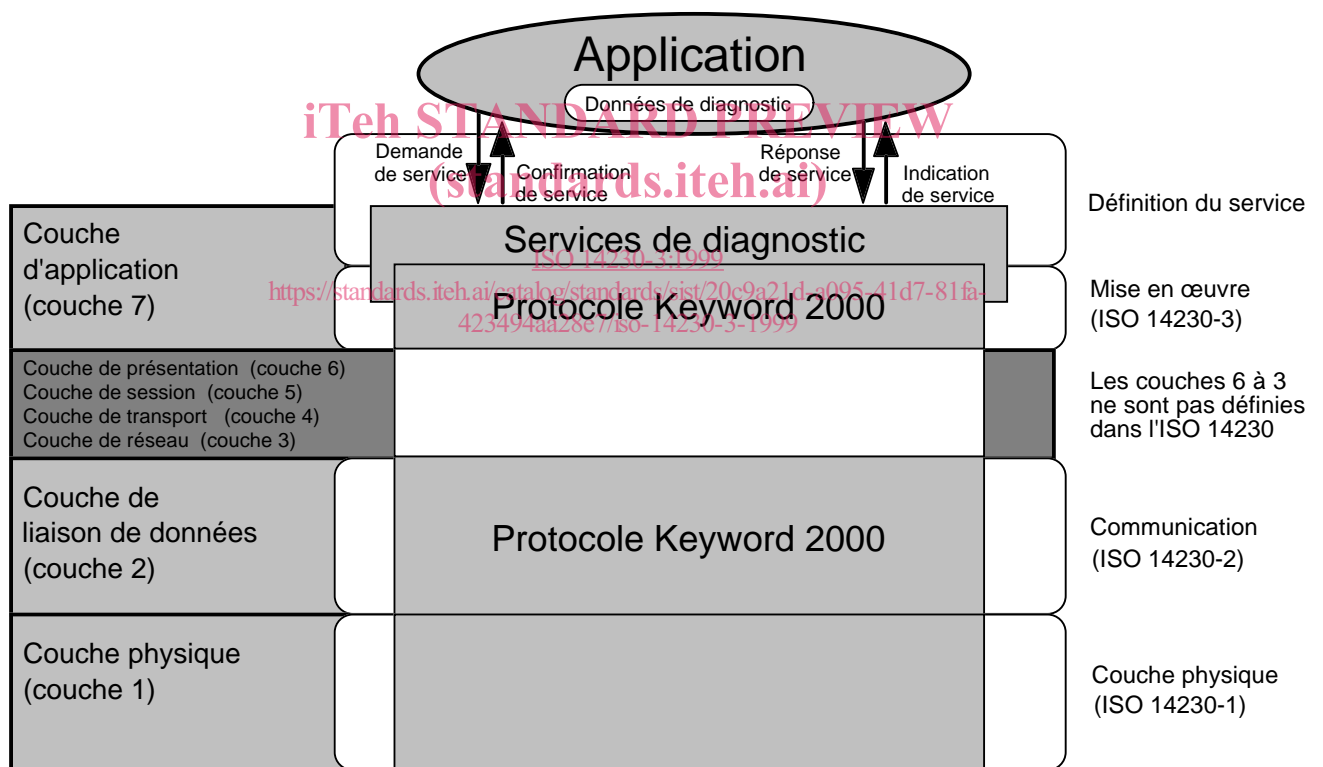 Application
Données de diagnostic
iTeh STANDARD PREVIEW
(standards.iteh.ai)
Demande
de service
Confirmation
de service
Réponse
de service
Indication
de service
Définition du service
Couche
d'application
(couche 7)
Services de diagnostic
ISO 14230-3:1999
https://standards.iteh.ai/catalog/standards/sist/20c9a21d-a095-41d7-81fa-
423494aa28e7/iso-14230-3-1999
Protocole Keyword 2000
Mise en œuvre
(ISO 14230-3)
Couche de présentation (couche 6)
Couche de session (couche 5)
Couche de transport (couche 4)
Couche de réseau (couche 3)
Les couches 6 à 3
ne sont pas définies
dans l'ISO 14230
Couche de
liaison de données
(couche 2)
Protocole Keyword 2000
Communication
(ISO 14230-2)
Couche physique
(couche 1)
Couche physique
(ISO 14230-1)